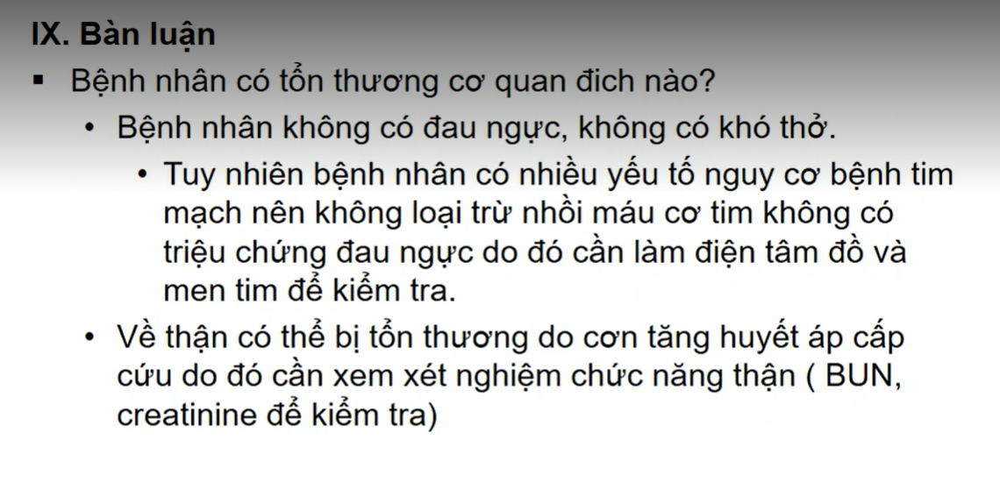 IX. Bàn luận
▪ Bệnh nhân có tổn thương cơ quan đich nào?
• Bệnh nhân không có đau ngực, không có khó thở.
• Tuy nhiên bệnh nhân có nhiều yếu tố nguy cơ bệnh tim
mạch nên không loại trừ nhồi máu cơ tim không có
triệu chứng đau ngực do đó cần làm điện tâm đồ và
men tim để kiểm tra.
• Về thận có thể bị tổn thương do cơn tăng huyết áp cấp
cứu do đó cần xem xét nghiệm chức năng thận ( BUN,
creatinine để kiểm tra)